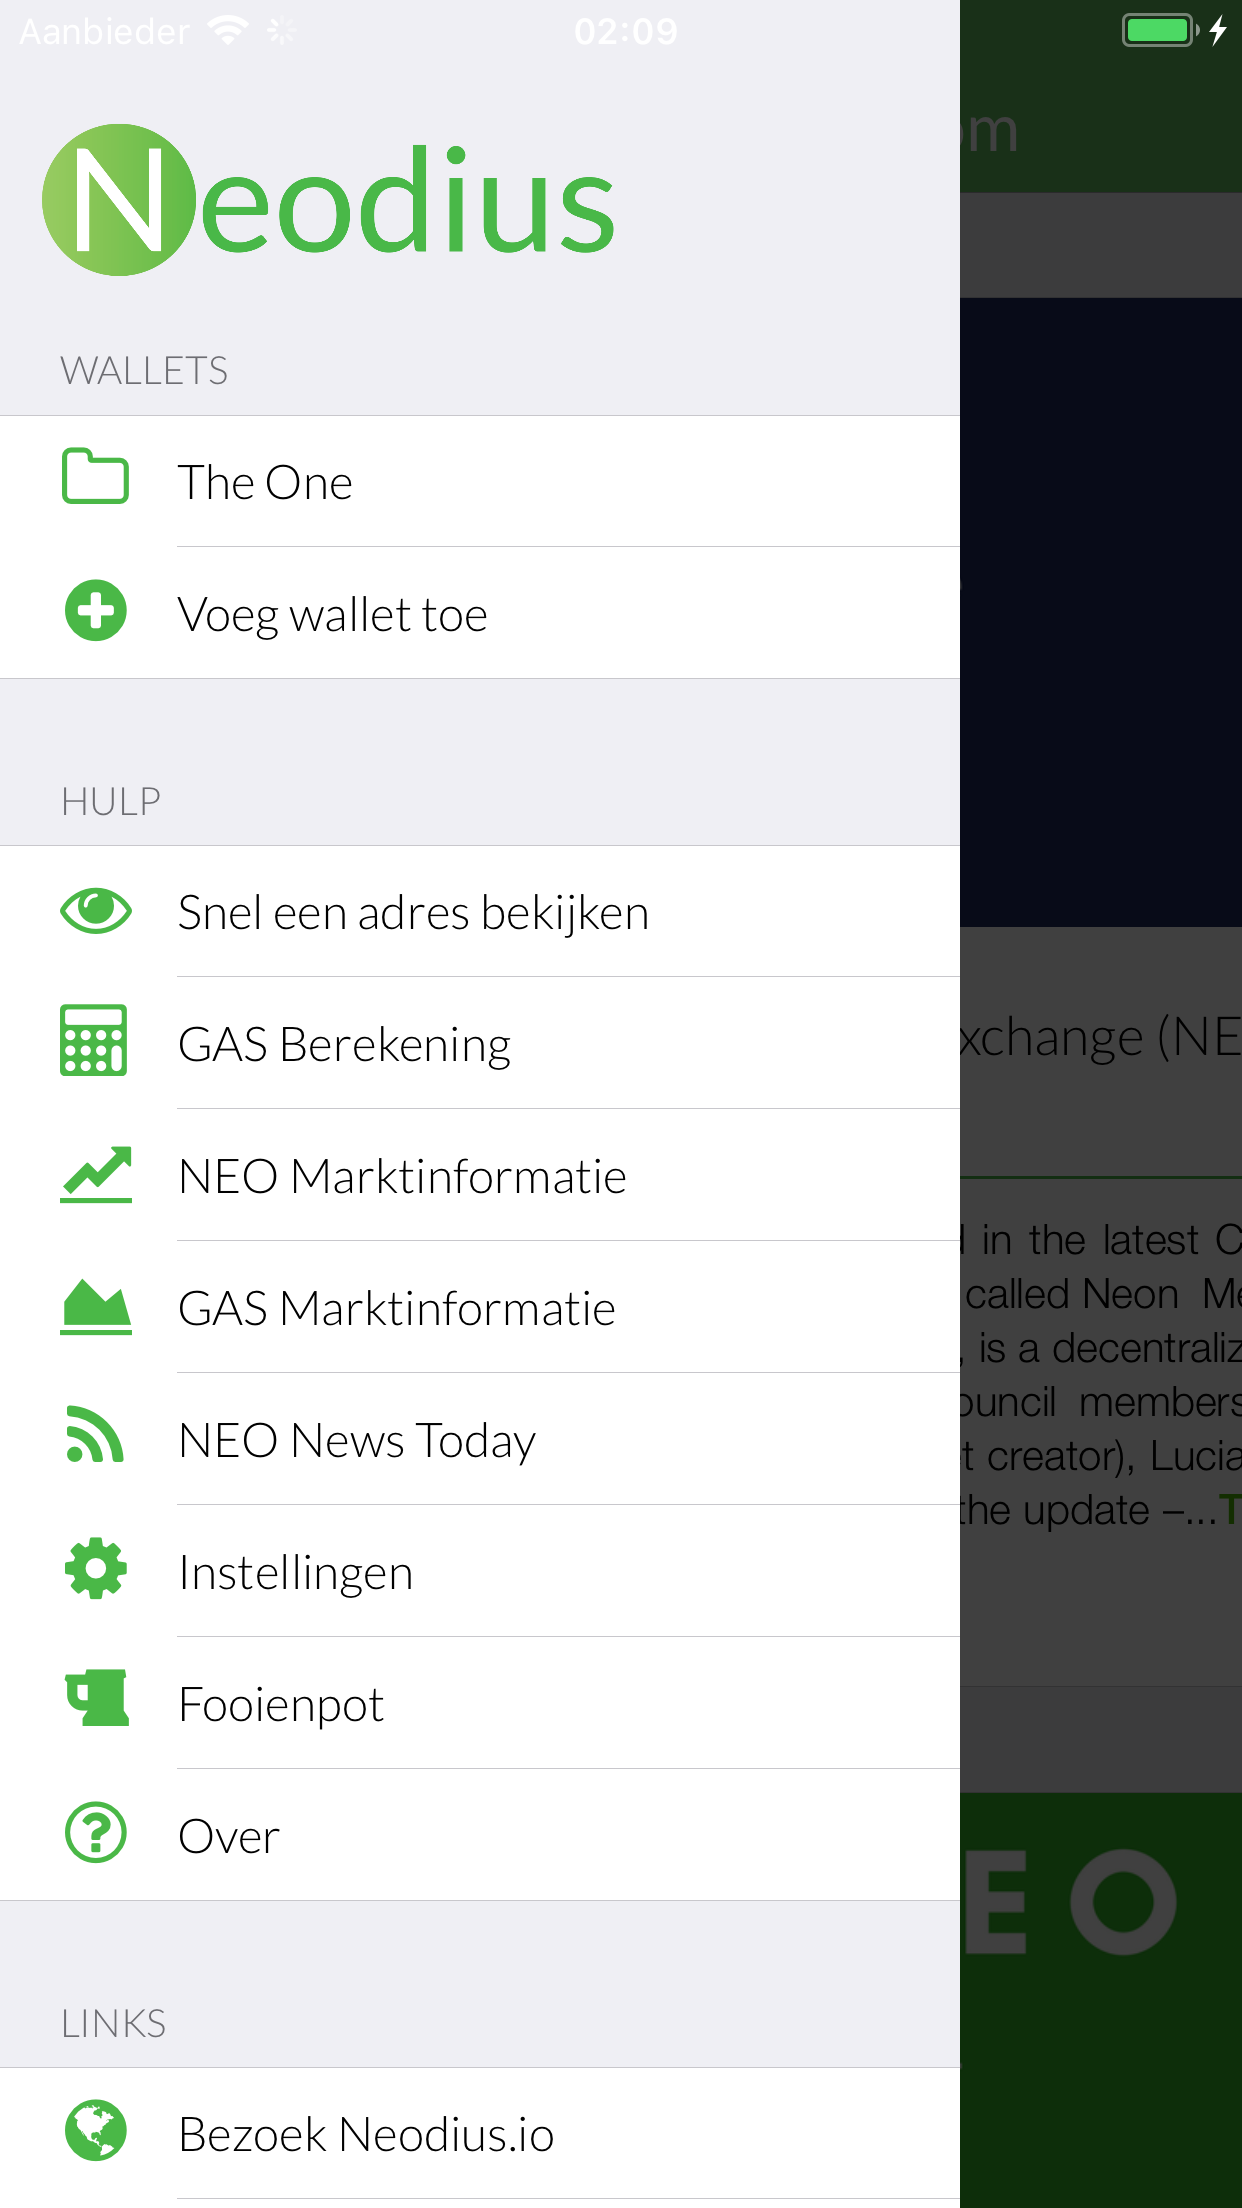 Aanbieder 02:09
Neodius
WALLETS
The One
Voeg wallet toe
HULP
Snel een adres bekijken
GAS Berekening
NEO Marktinformatie
GAS Marktinformatie
NEO News Today
Instellingen
Fooienpot
Over
LINKS
Bezoek Neodius.io
om
xchange (NE
in the latest C
called Neon Me
, is a decentraliz
ouncil members
t creator), Lucia
the update –...T
EO